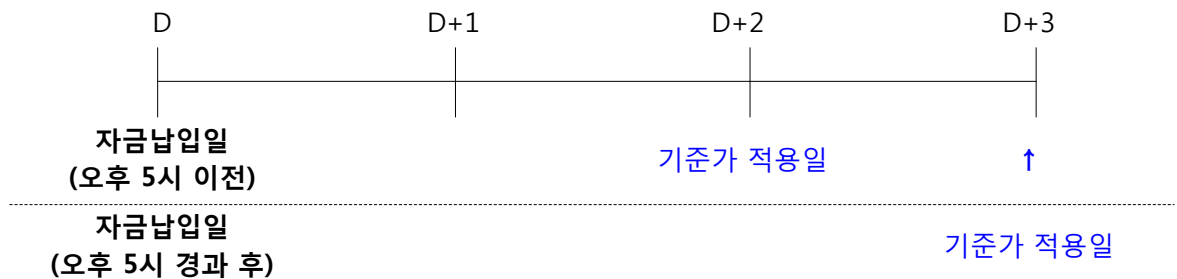 D D+1 D+2 D+3
자금납입일
(오후 5시 이전)
기준가 적용일 ↑
자금납입일
(오후 5시 경과 후)
기준가 적용일